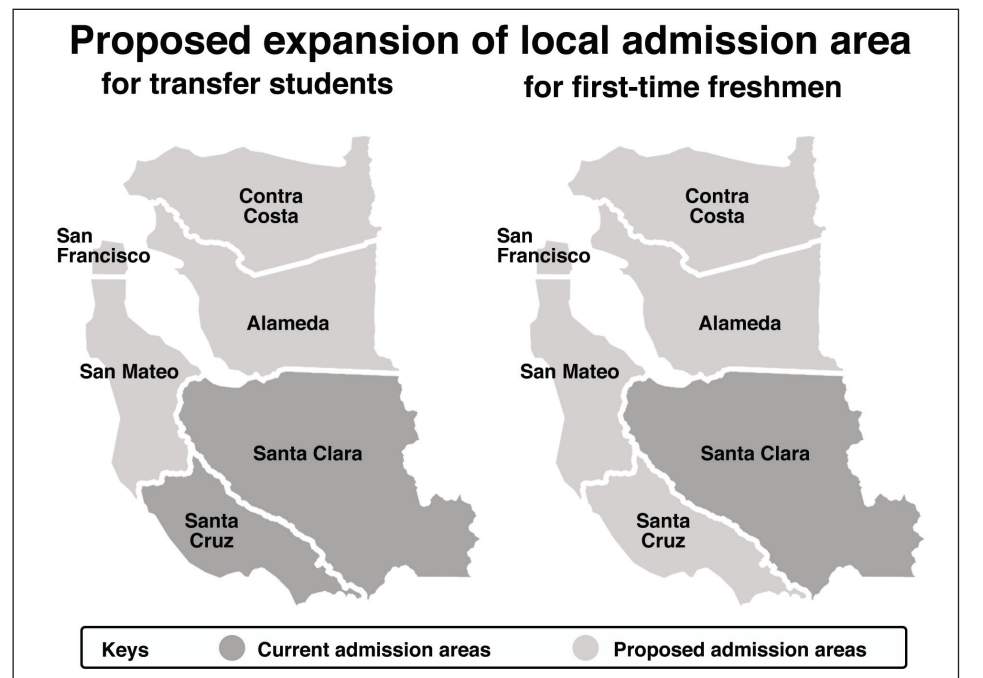 Proposed expansion of local admission area
for transfer students
for first-time freshmen
Contra
Costa
San
Francisco
Alameda
San Mateo
Santa Clara
Santa
Cruz
Contra
Costa
San
Francisco
Alameda
San Mateo
Santa Clara
Santa
Cruz
Keys
Current admission areas
Proposed admission areas